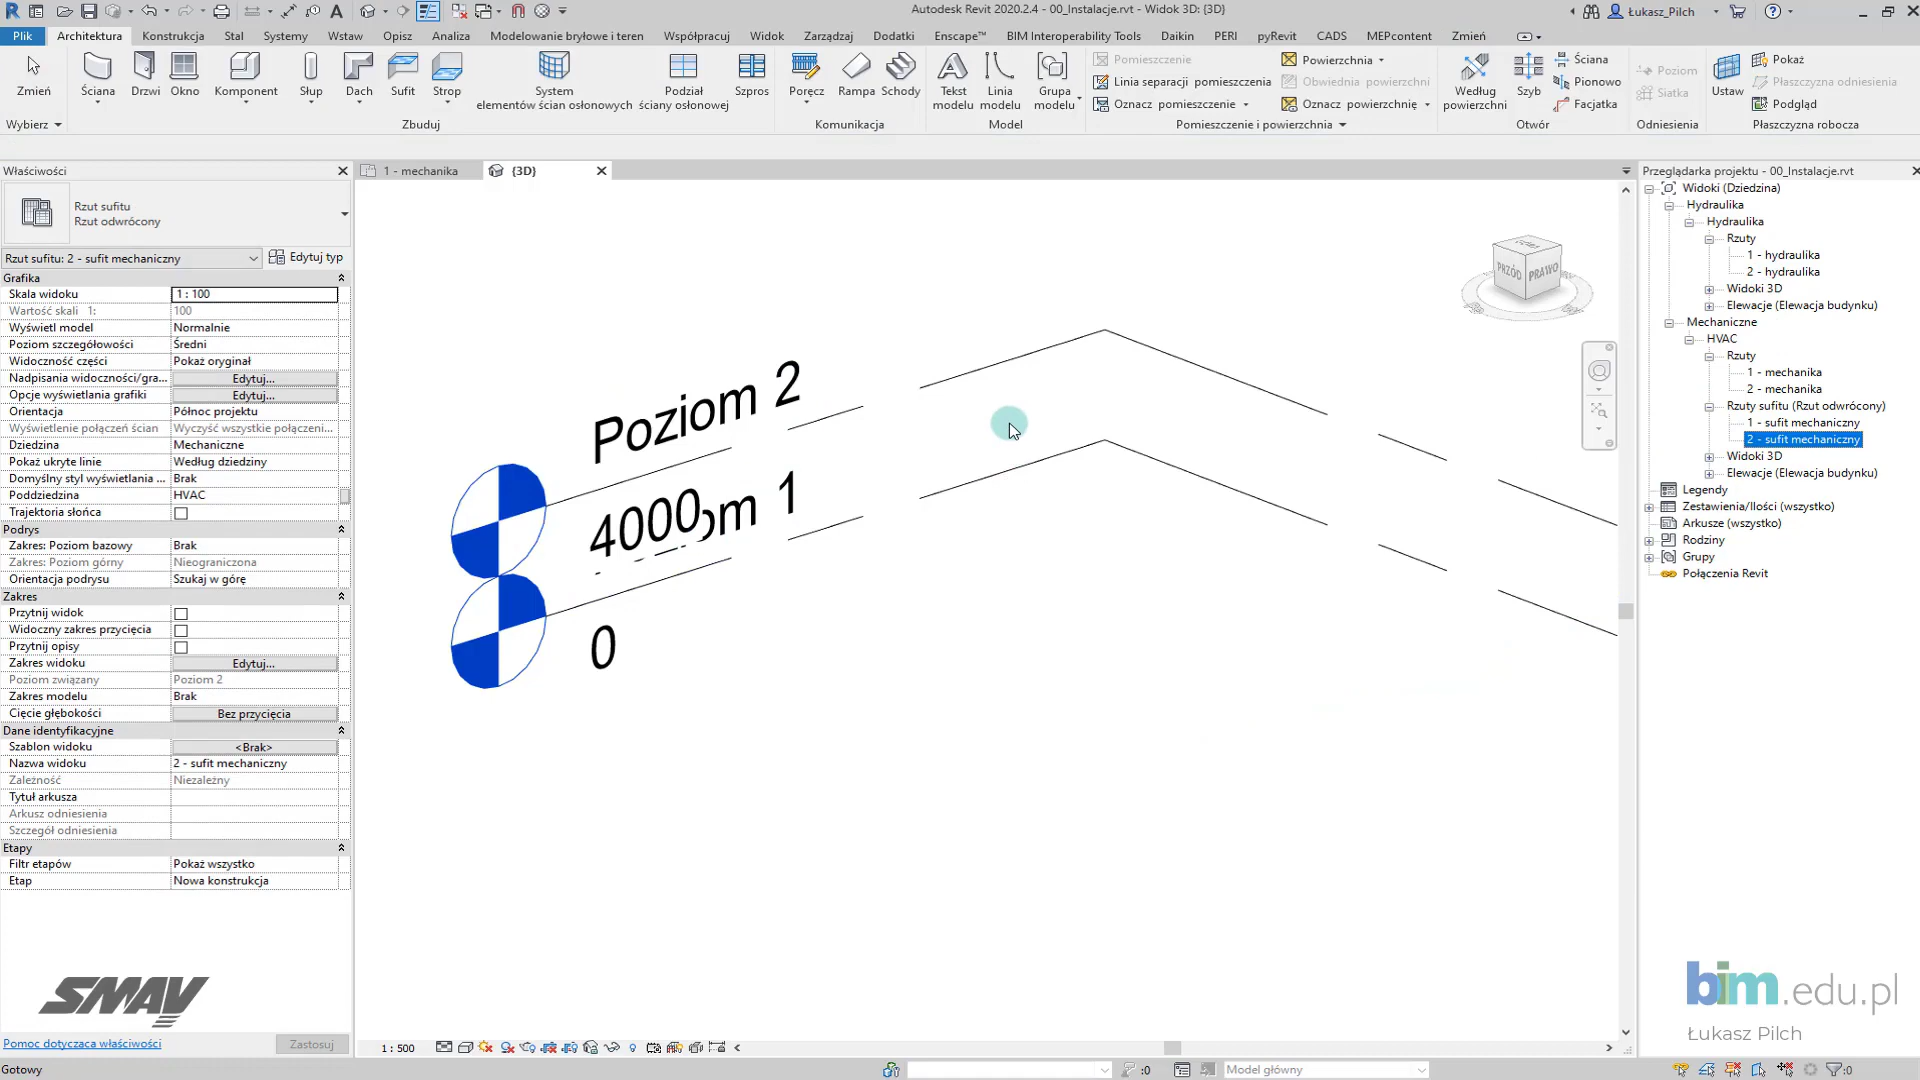 Autodesk Revit 2020.2.4 - 00_Instalacje.rvt - Widok 3D: {3D}
Łukasz_Pilch
Plik
Architektura
Konstrukcja
Stal
Systemy
Wstaw
Opisz
Analiza
Modelowanie bryłowe i teren
Współpracuj
Widok
Zarządzaj
Dodatki
Enscape™
BIM Interoperability Tools
Daikin
PERI
pyRevit
CADS
MEPcontent
Zmień
Zmień
Ściana
Drzwi
Okno
Komponent
Słup
Dach
Sufit
Strop
System
elementów ścian osłonowych
Podział
ściany osłonowej
Szpros
Poręcz
Rampa
Schody
Tekst
modelu
Linia
modelu
Grupa
modelu
Pomieszczenie
Linia separacji pomieszczenia
Oznacz pomieszczenie
Powierzchnia
Obwiednia powierzchni
Oznacz powierzchnię
Według
powierzchni
Szyb
Ściana
Pionowo
Facjatka
Poziom
Siatka
Ustaw
Pokaż
Płaszczyzna odniesienia
Podgląd
Wybierz
Zbuduj
Komunikacja
Model
Pomieszczenie i powierzchnia
Otwór
Odniesienia
Płaszczyzna robocza
Właściwości
Rzut sufitu
Rzut odwrócony
Rzut sufitu: 2 - sufit mechaniczny
Edytuj typ
Grafika
Skala widoku 1 : 100
Wartość skali 1: 100
Wyświetl model Normalnie
Poziom szczegółowości Średni
Widoczność części Pokaż oryginał
Nadpisania widoczności/gra... Edytuj...
Opcje wyświetlania grafiki Edytuj...
Orientacja Północ projektu
Wyświetlenie połączeń ścian Wyczyść wszystkie połączeni...
Dziedzina Mechaniczne
Pokaż ukryte linie Według dziedziny
Domyślny styl wyświetlania ... Brak
Poddziedzina HVAC
Trajektoria słońca
Podrys
Zakres: Poziom bazowy Brak
Zakres: Poziom górny Nieograniczona
Orientacja podrysu Szukaj w górę
Zakres
Przytnij widok
Widoczny zakres przycięcia
Przytnij opisy
Zakres widoku Edytuj...
Poziom związany Poziom 2
Zakres modelu Brak
Cięcie głębokości Bez przycięcia
Dane identyfikacyjne
Szablon widoku <Brak>
Nazwa widoku 2 - sufit mechaniczny
Zależność Niezależny
Tytuł arkusza
Arkusz odniesienia
Szczegół odniesienia
Etapy
Filtr etapów Pokaż wszystko
Etap Nowa konstrukcja
SMAY
Pomoc dotycząca właściwości
Zastosuj
1 - mechanika
{3D}
Poziom 2
4000
om 1
0
PRZÓD
PRAWO
Przeglądarka projektu - 00_Instalacje.rvt
Widoki (Dziedzina)
Hydraulika
Hydraulika
Rzuty
1 - hydraulika
2 - hydraulika
Widoki 3D
Elewacje (Elewacja budynku)
Mechaniczne
HVAC
Rzuty
1 - mechanika
2 - mechanika
Rzuty sufitu (Rzut odwrócony)
1 - sufit mechaniczny
2 - sufit mechaniczny
Widoki 3D
Elewacje (Elewacja budynku)
Legendy
Zestawienia/Ilości (wszystko)
Arkusze (wszystko)
Rodziny
Grupy
Połączenia Revit
bim.edu.pl
Łukasz Pilch
1 : 500
Gotowy
:0
Model główny
:0